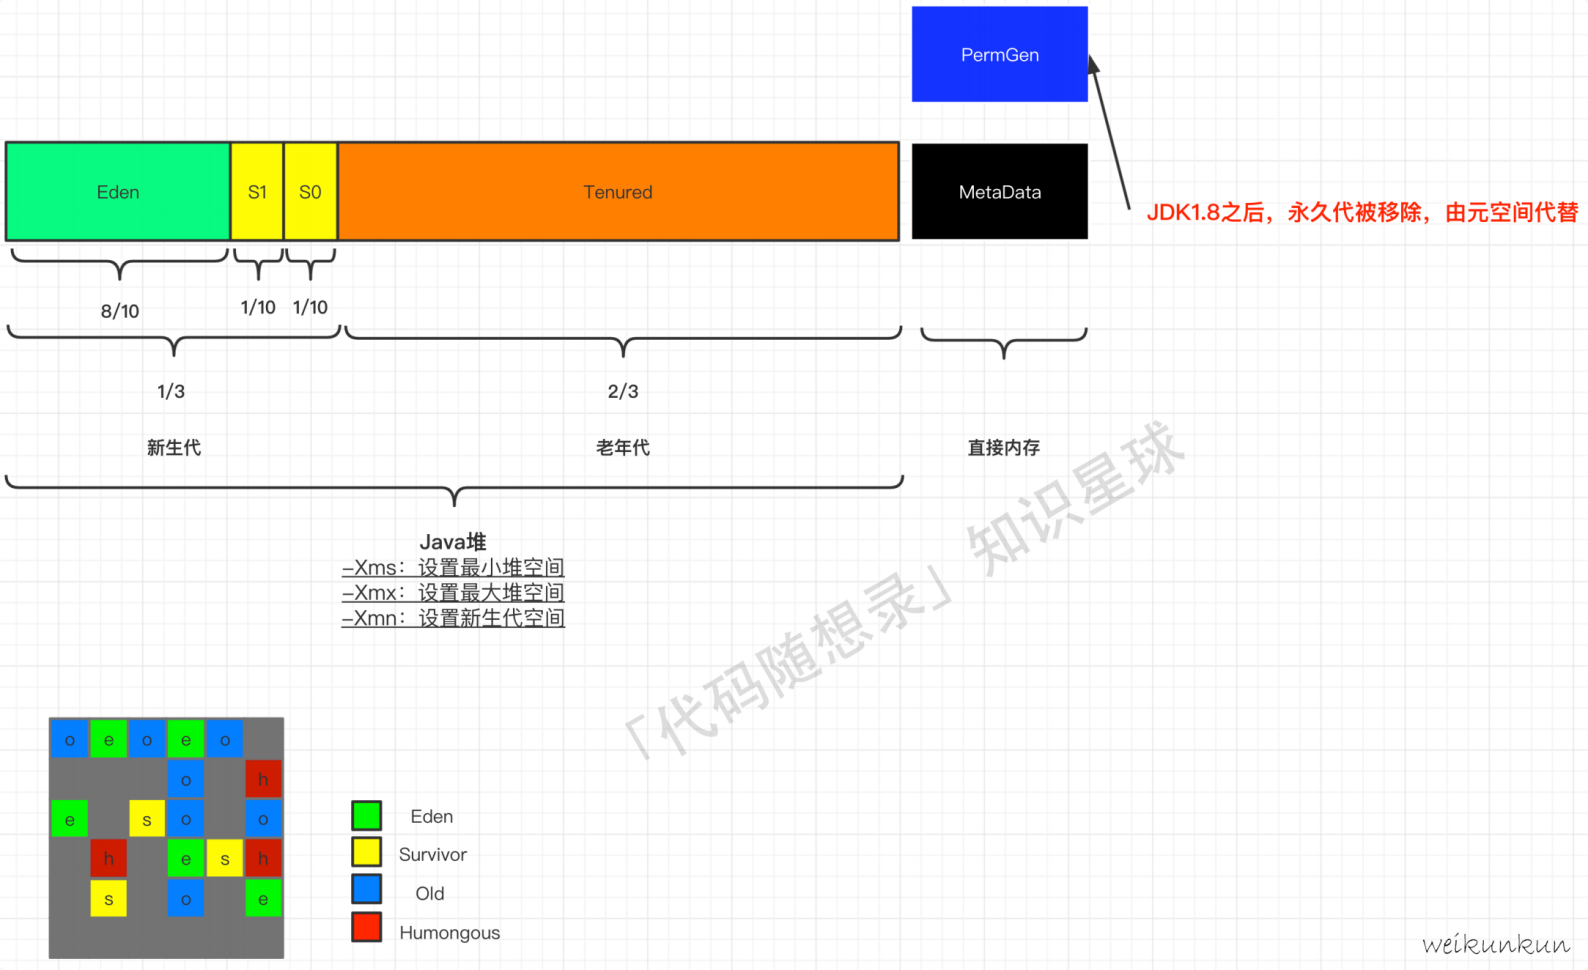 PermGen
Eden
S1
S0
Tenured
MetaData
JDK1.8之后，永久代被移除，由元空间代替
8/10
1/10
1/10
1/3
2/3
新生代
老年代
直接内存
Java堆
-Xms：设置最小堆空间
-Xmx：设置最大堆空间
-Xmn：设置新生代空间
「代码随想录」知识星球
o e o e o
o h
e s o o
h e s h
s o e
Eden
Survivor
Old
Humongous
weikunkun